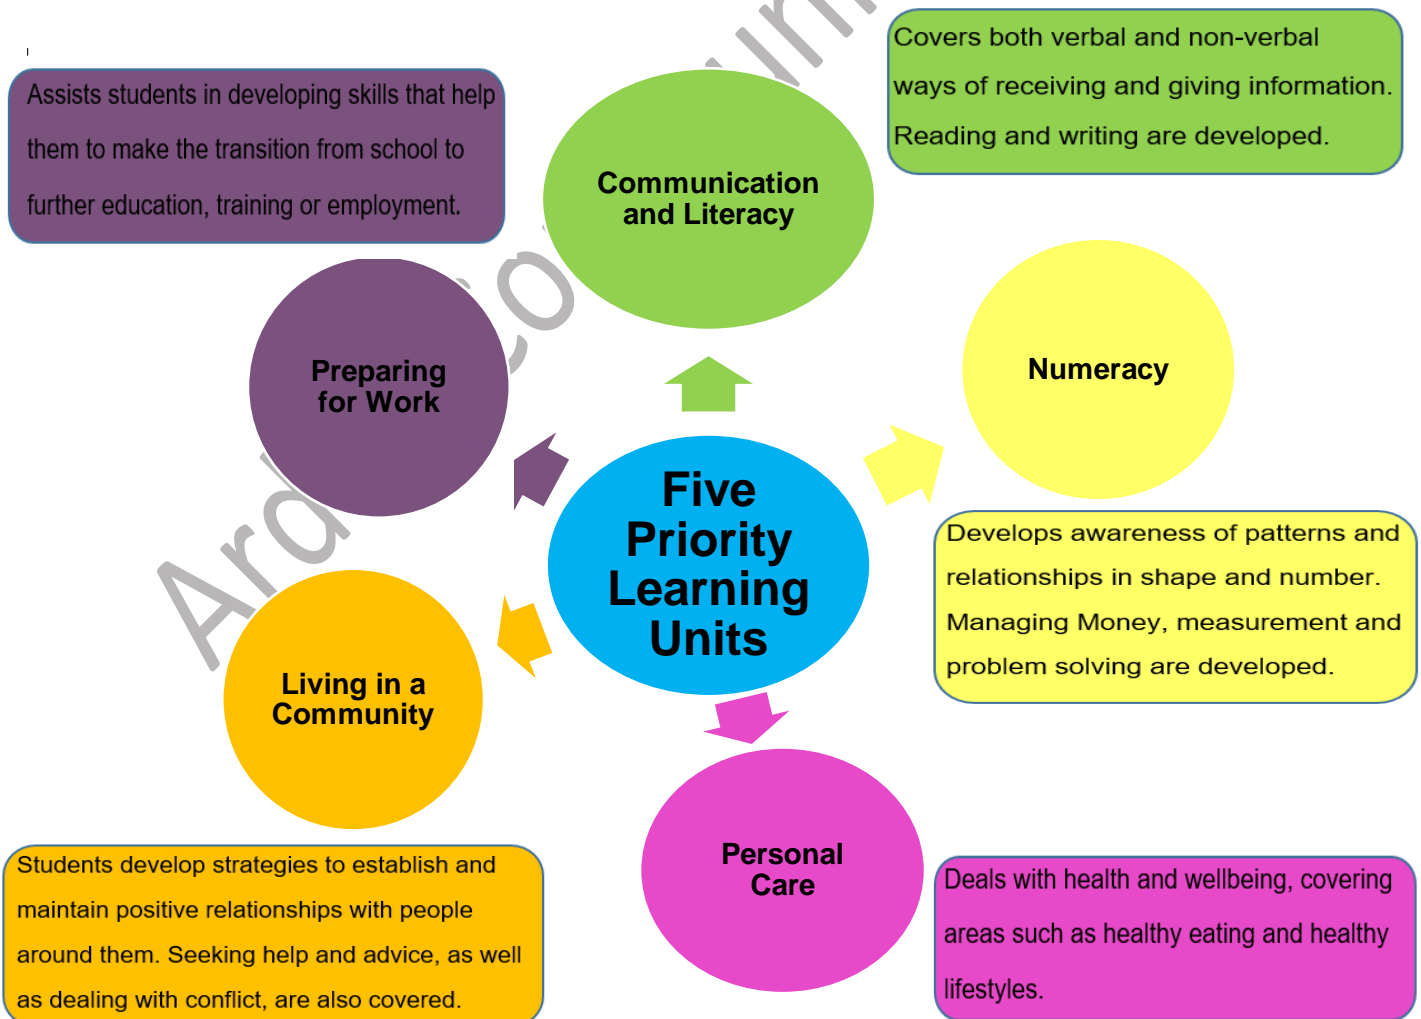 Covers both verbal and non-verbal
ways of receiving and giving information.
Reading and writing are developed.
Assists students in developing skills that help
them to make the transition from school to
further education, training or employment.
Communication
and Literacy
Numeracy
Preparing
for Work
Five
Priority
Learning
Units
Develops awareness of patterns and
relationships in shape and number.
Managing Money, measurement and
problem solving are developed.
Living in a
Community
Personal
Care
Students develop strategies to establish and
maintain positive relationships with people
around them. Seeking help and advice, as well
as dealing with conflict, are also covered.
Deals with health and wellbeing, covering
areas such as healthy eating and healthy
lifestyles.